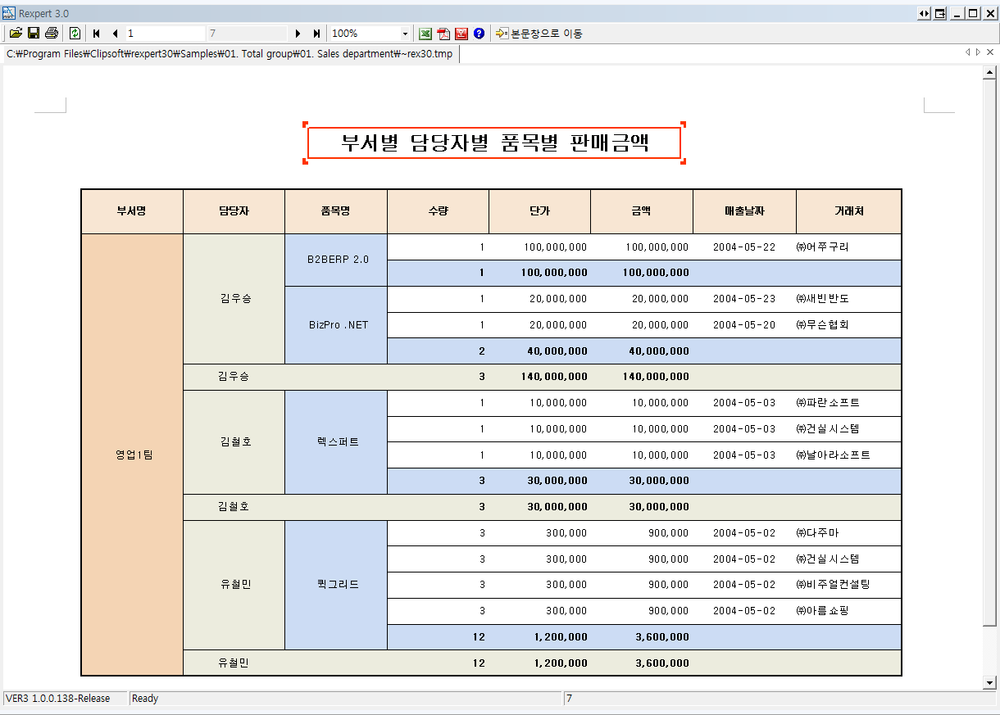 Rexpert 3.0
1 7 100% 본문창으로 이동
C:₩Program Files₩Clipsoft₩rexpert30₩Samples₩01. Total group₩01. Sales department₩~rex30.tmp
부서별 담당자별 품목별 판매금액
부서명 담당자 품목명 수량 단가 금액 매출날짜 거래처
영업1팀
김우승
B2BERP 2.0
1 100,000,000 100,000,000 2004-05-22 ㈜어쭈구리
1 100,000,000 100,000,000
BizPro .NET
1 20,000,000 20,000,000 2004-05-23 ㈜새빈반도
1 20,000,000 20,000,000 2004-05-20 ㈜무슨협회
2 40,000,000 40,000,000
김우승 3 140,000,000 140,000,000
김철호
렉스퍼트
1 10,000,000 10,000,000 2004-05-03 ㈜파란소프트
1 10,000,000 10,000,000 2004-05-03 ㈜건실시스템
1 10,000,000 10,000,000 2004-05-03 ㈜날아라소프트
3 30,000,000 30,000,000
김철호 3 30,000,000 30,000,000
유철민
퀵그리드
3 300,000 900,000 2004-05-02 ㈜다주마
3 300,000 900,000 2004-05-02 ㈜건실시스템
3 300,000 900,000 2004-05-02 ㈜비주얼컨설팅
3 300,000 900,000 2004-05-02 ㈜아름쇼핑
12 1,200,000 3,600,000
유철민 12 1,200,000 3,600,000
VER3 1.0.0.138-Release Ready 7